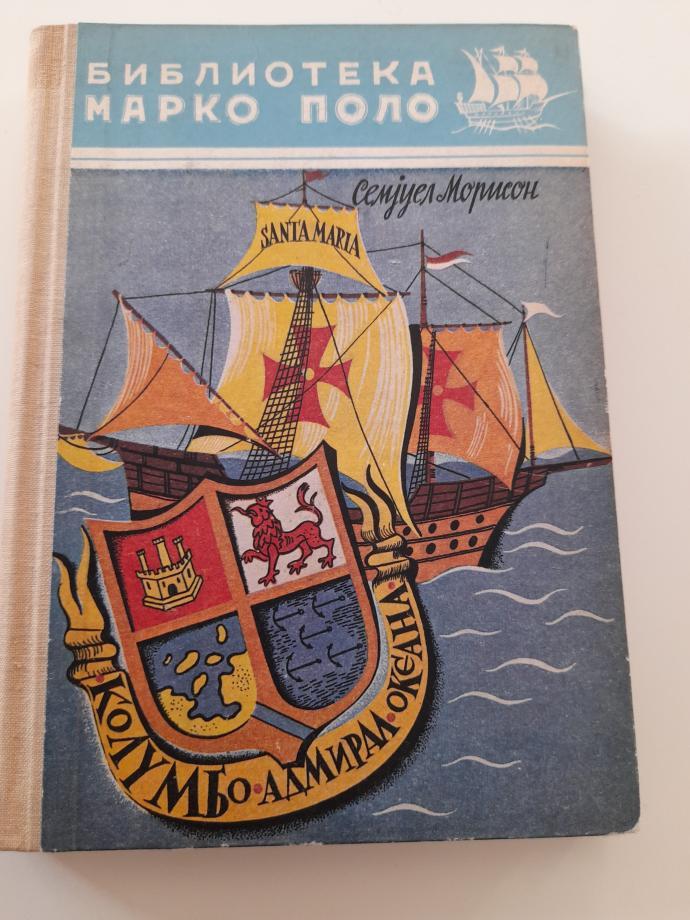 БИБЛИОТЕКА
МАРКО ПОЛО
Семјуел Морисон
SANTA MARIA
КОЛУМБО · АДМИРАЛ · ОКЕАНА